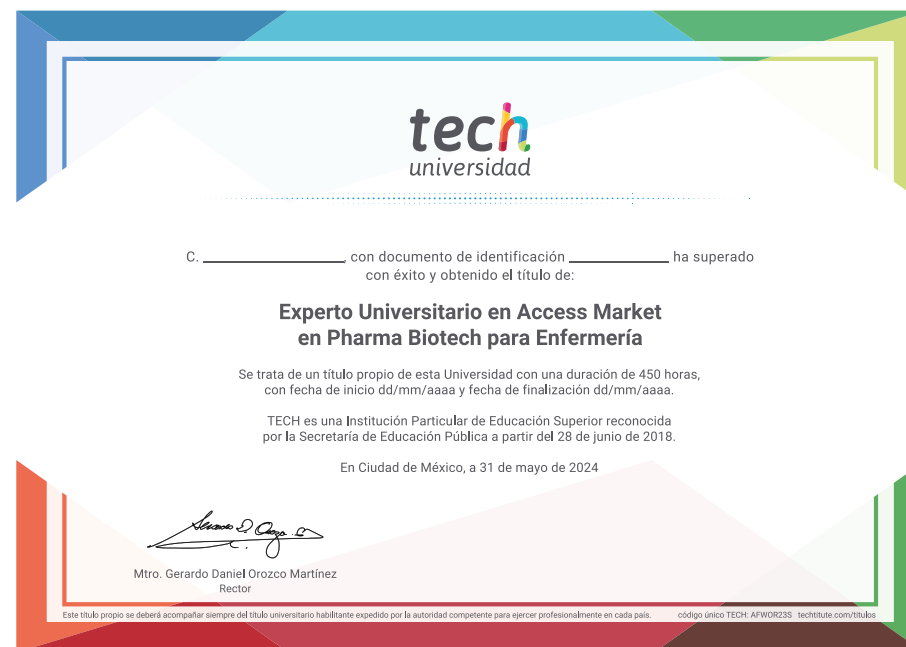 tech
universidad
C. ____________, con documento de identificación ____________ ha superado
con éxito y obtenido el título de:
Experto Universitario en Access Market
en Pharma Biotech para Enfermería
Se trata de un título propio de esta Universidad con una duración de 450 horas,
con fecha de inicio dd/mm/aaaa y fecha de finalización dd/mm/aaaa.
TECH es una Institución Particular de Educación Superior reconocida
por la Secretaría de Educación Pública a partir del 28 de junio de 2018.
En Ciudad de México, a 31 de mayo de 2024
Mtro. Gerardo Daniel Orozco Martínez
Rector
Este título propio se deberá acompañar siempre del título universitario habilitante expedido por la autoridad competente para ejercer profesionalmente en cada país. código único TECH: AFWOR23S techtitute.com/titulos